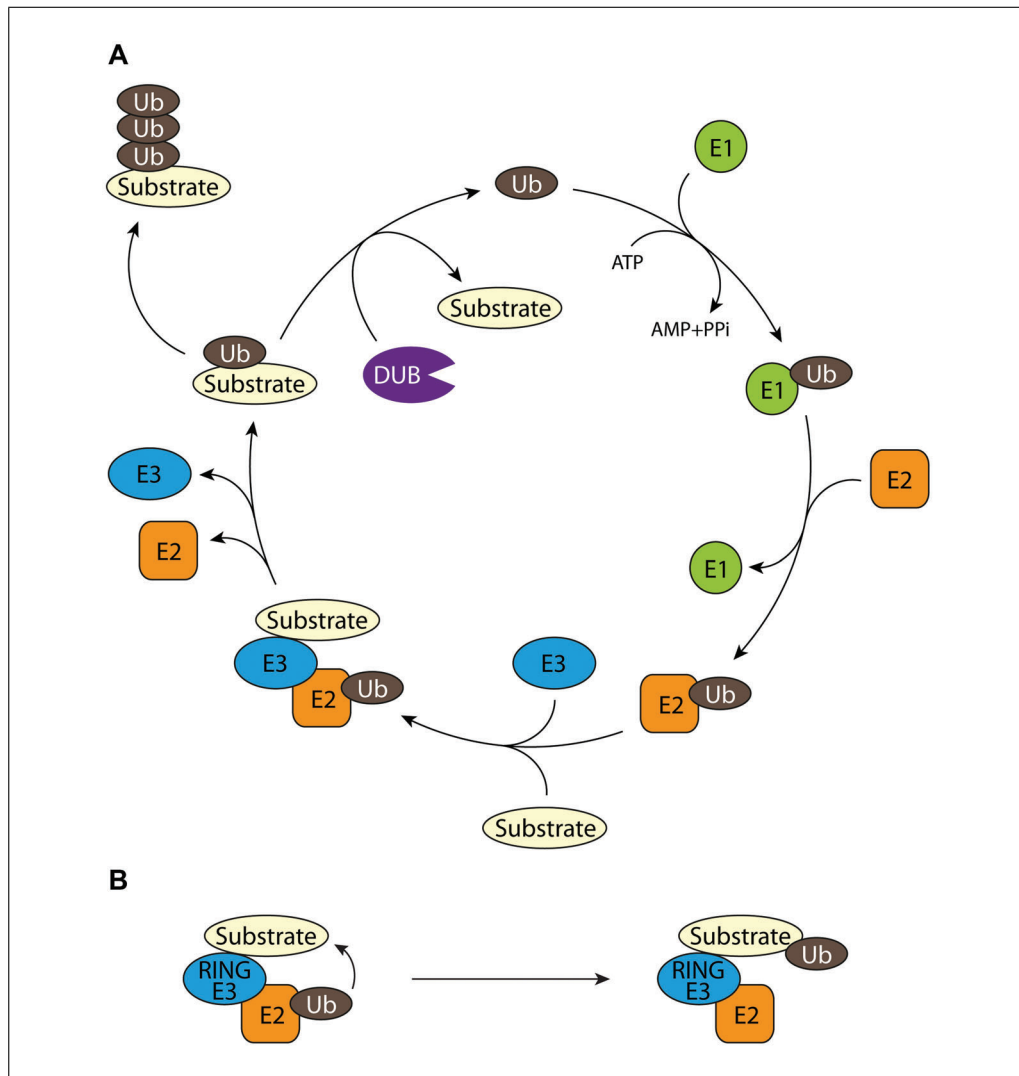 A
Ub
Ub
Ub
Substrate
Ub
E1
ATP
AMP+PPi
Substrate
Ub
Substrate
DUB
E1
Ub
E3
E2
E2
E1
Substrate
E3
E2
Ub
E3
E2
Ub
Substrate
B
Substrate
RING
E3
E2
Ub
Substrate
Ub
RING
E3
E2